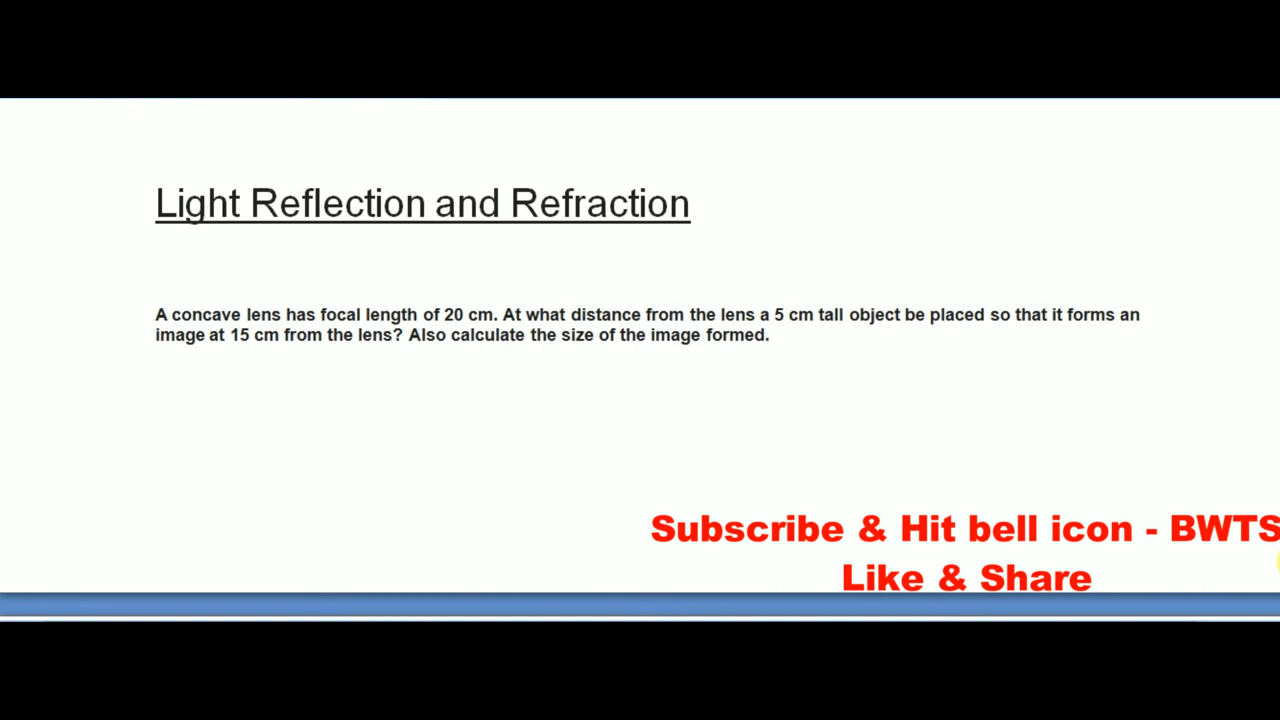 Light Reflection and Refraction
A concave lens has focal length of 20 cm. At what distance from the lens a 5 cm tall object be placed so that it forms an
image at 15 cm from the lens? Also calculate the size of the image formed.
Subscribe & Hit bell icon - BWTS
Like & Share